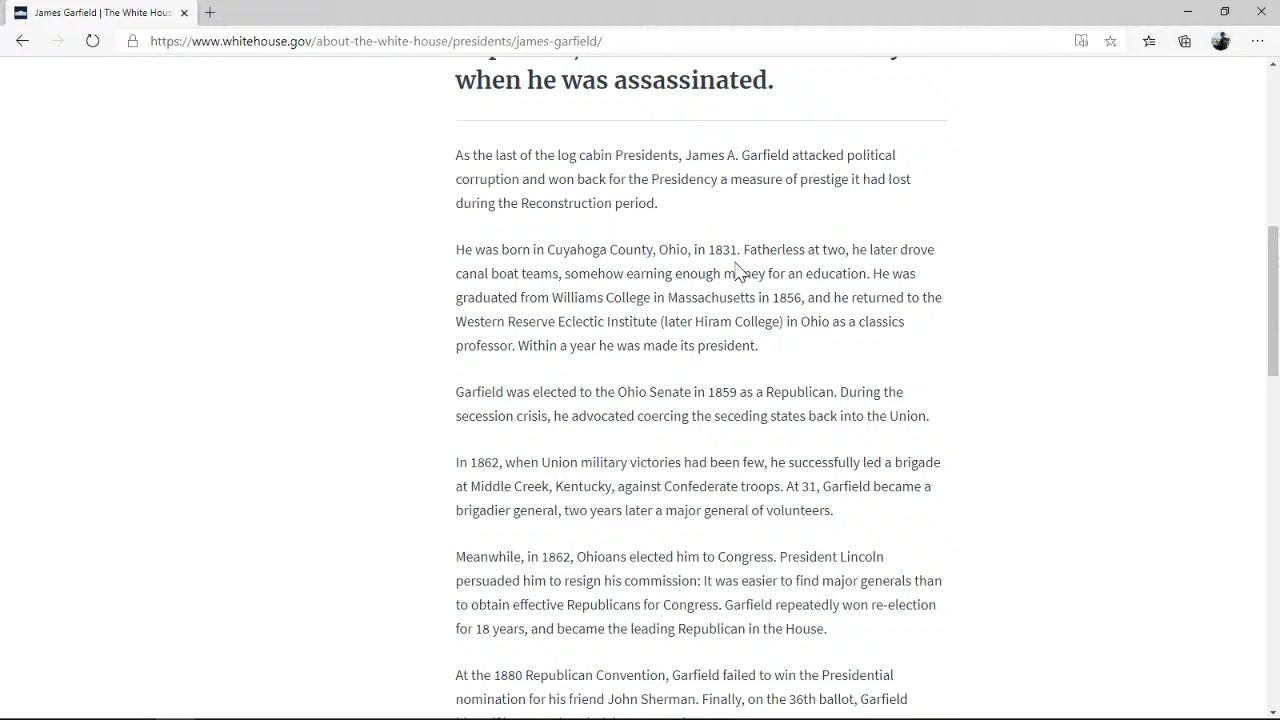 James Garfield | The White Hous
https://www.whitehouse.gov/about-the-white-house/presidents/james-garfield/
when he was assassinated.
As the last of the log cabin Presidents, James A. Garfield attacked political
corruption and won back for the Presidency a measure of prestige it had lost
during the Reconstruction period.
He was born in Cuyahoga County, Ohio, in 1831. Fatherless at two, he later drove
canal boat teams, somehow earning enough money for an education. He was
graduated from Williams College in Massachusetts in 1856, and he returned to the
Western Reserve Eclectic Institute (later Hiram College) in Ohio as a classics
professor. Within a year he was made its president.
Garfield was elected to the Ohio Senate in 1859 as a Republican. During the
secession crisis, he advocated coercing the seceding states back into the Union.
In 1862, when Union military victories had been few, he successfully led a brigade
at Middle Creek, Kentucky, against Confederate troops. At 31, Garfield became a
brigadier general, two years later a major general of volunteers.
Meanwhile, in 1862, Ohioans elected him to Congress. President Lincoln
persuaded him to resign his commission: It was easier to find major generals than
to obtain effective Republicans for Congress. Garfield repeatedly won re-election
for 18 years, and became the leading Republican in the House.
At the 1880 Republican Convention, Garfield failed to win the Presidential
nomination for his friend John Sherman. Finally, on the 36th ballot, Garfield